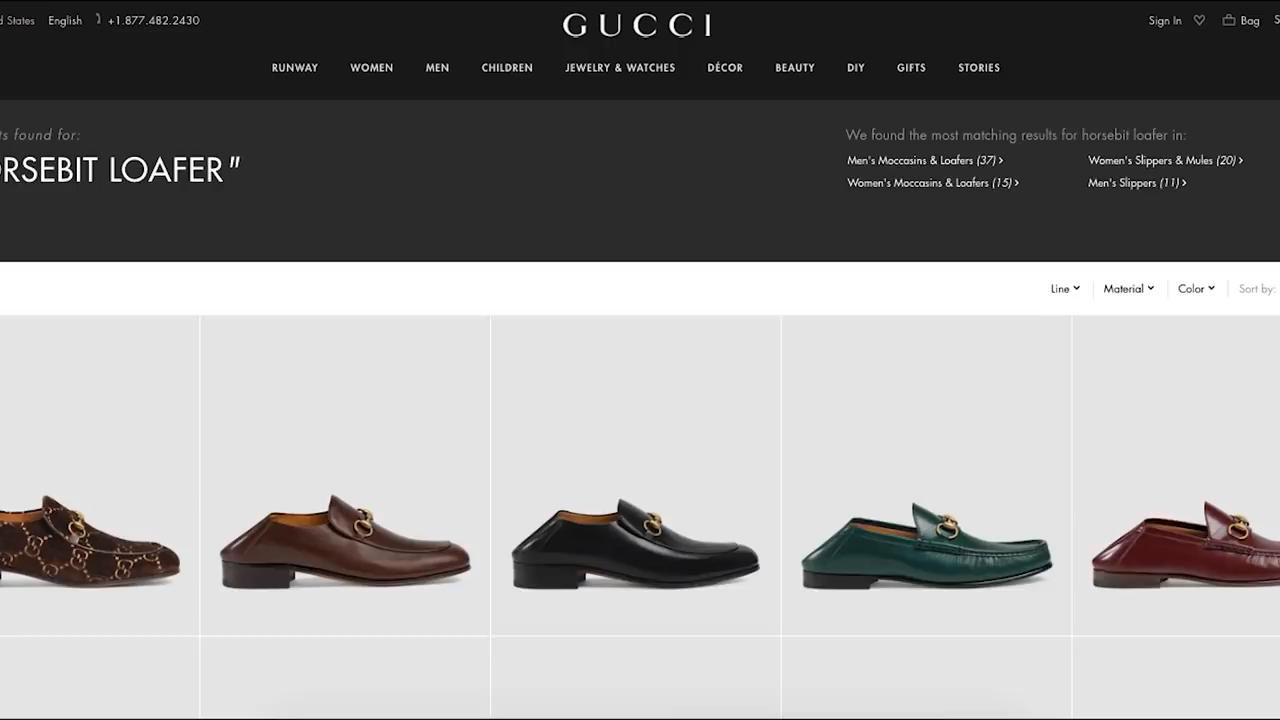 d States English +1.877.482.2430
GUCCI
Sign In Bag S
RUNWAY WOMEN MEN CHILDREN JEWELRY & WATCHES DÉCOR BEAUTY DIY GIFTS STORIES
ts found for:
ORSEBIT LOAFER"
We found the most matching results for horsebit loafer in:
Men's Moccasins & Loafers (37) Women's Slippers & Mules (20)
Women's Moccasins & Loafers (15) Men's Slippers (11)
Line Material Color Sort by: